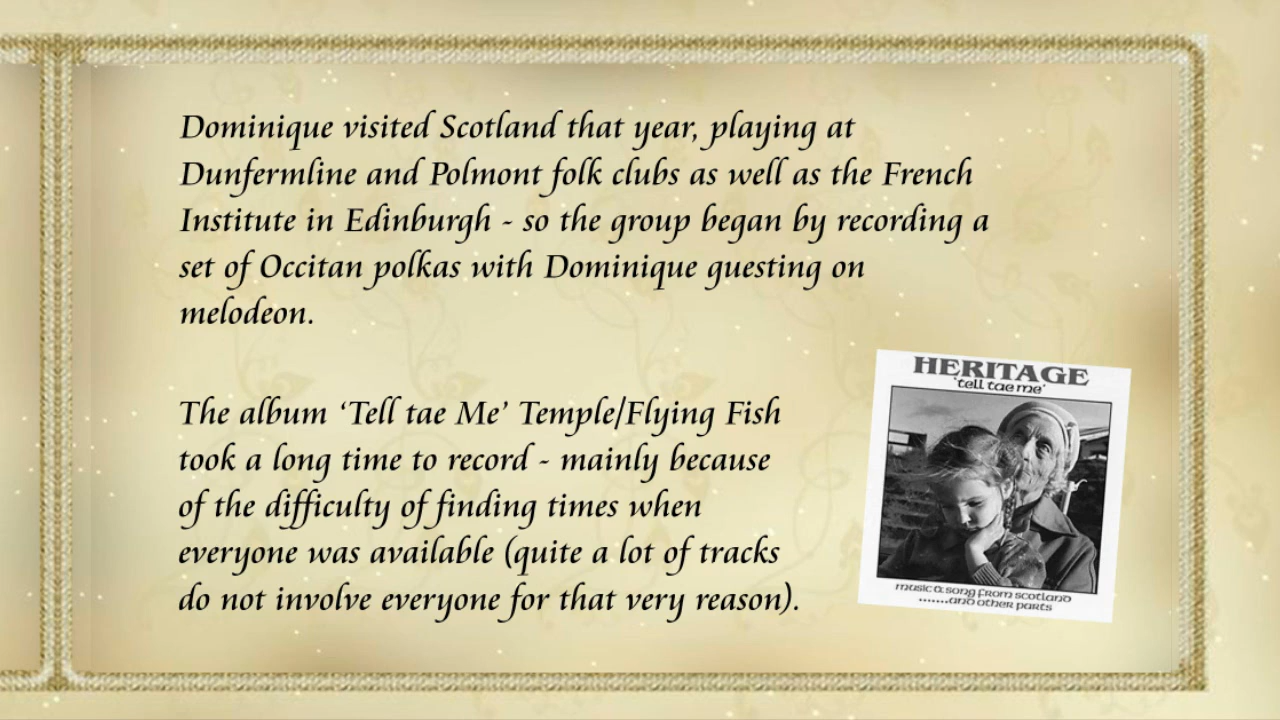 Dominique visited Scotland that year, playing at
Dunfermline and Polmont folk clubs as well as the French
Institute in Edinburgh - so the group began by recording a
set of Occitan polkas with Dominique guesting on
melodeon.
The album ‘Tell tae Me’ Temple/Flying Fish
took a long time to record - mainly because
of the difficulty of finding times when
everyone was available (quite a lot of tracks
do not involve everyone for that very reason).
HERITAGE
‘tell tae me’
music & song from scotland
.......and other parts